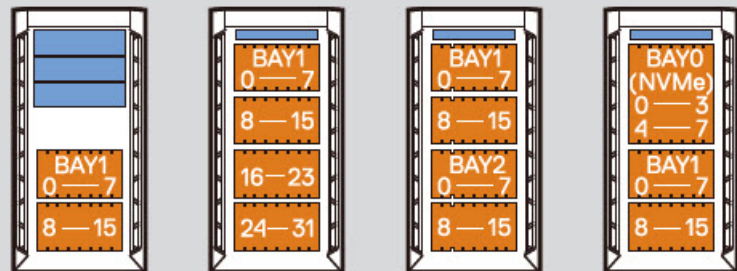 BAY1
0 — 7
8 — 15
BAY1
0 — 7
8 — 15
16 — 23
24 — 31
BAY1
0 — 7
8 — 15
BAY2
0 — 7
8 — 15
BAY0
(NVMe)
0 — 3
4 — 7
BAY1
0 — 7
8 — 15